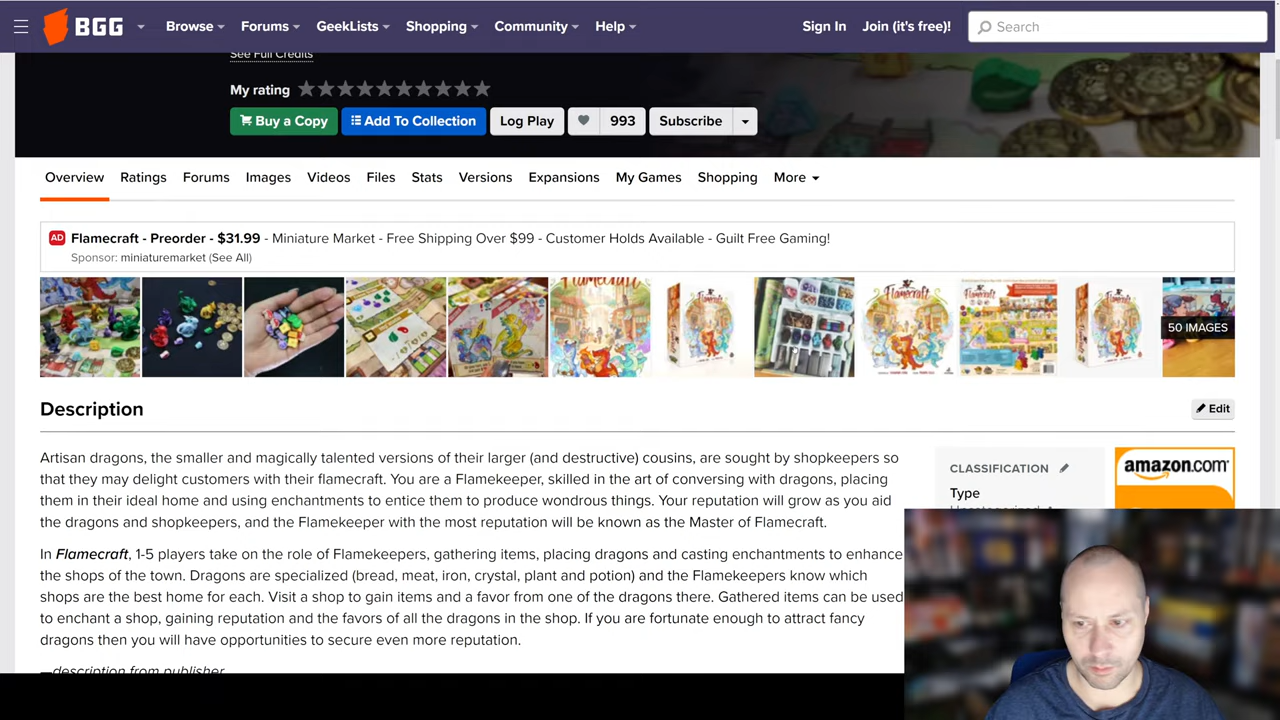 BGG
Browse Forums GeekLists Shopping Community Help Sign In Join (it's free!) Search
See Full Credits
My rating
Buy a Copy Add To Collection Log Play 993 Subscribe
Overview Ratings Forums Images Videos Files Stats Versions Expansions My Games Shopping More
AD Flamecraft - Preorder - $31.99 - Miniature Market - Free Shipping Over $99 - Customer Holds Available - Guilt Free Gaming!
Sponsor: miniaturemarket (See All)
Flamecraft
Flamecraft
Flamecraft
Flamecraft
Flamecraft
50 IMAGES
Description
Edit
Artisan dragons, the smaller and magically talented versions of their larger (and destructive) cousins, are sought by shopkeepers so
that they may delight customers with their flamecraft. You are a Flamekeeper, skilled in the art of conversing with dragons, placing
them in their ideal home and using enchantments to entice them to produce wondrous things. Your reputation will grow as you aid
the dragons and shopkeepers, and the Flamekeeper with the most reputation will be known as the Master of Flamecraft.
In Flamecraft, 1-5 players take on the role of Flamekeepers, gathering items, placing dragons and casting enchantments to enhance
the shops of the town. Dragons are specialized (bread, meat, iron, crystal, plant and potion) and the Flamekeepers know which
shops are the best home for each. Visit a shop to gain items and a favor from one of the dragons there. Gathered items can be used
to enchant a shop, gaining reputation and the favors of all the dragons in the shop. If you are fortunate enough to attract fancy
dragons then you will have opportunities to secure even more reputation.
—description from publisher
CLASSIFICATION
Type
Uncategorized
amazon.com